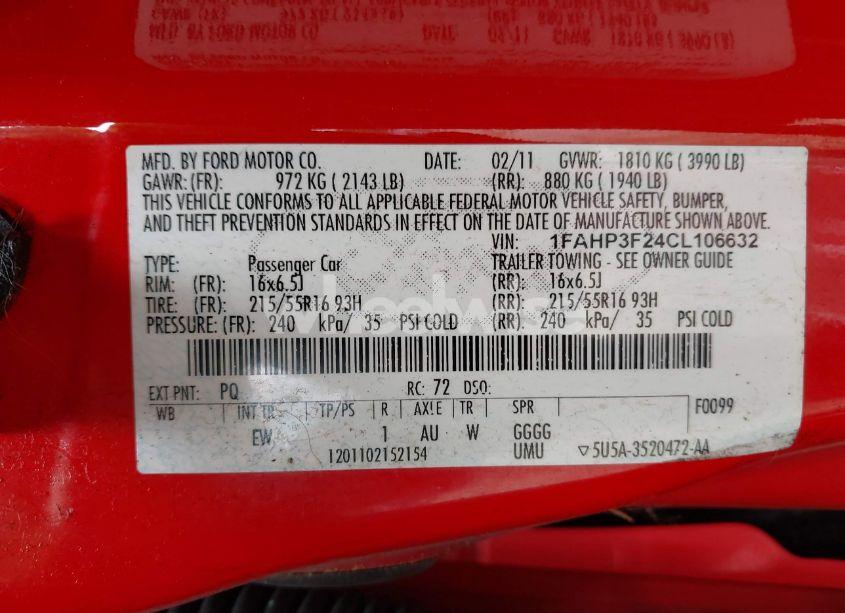 MFD. BY FORD MOTOR CO. DATE: 02/11 GVWR: 1810 KG ( 3990 LB)
GAWR: (FR): 972 KG ( 2143 LB) (RR): 880 KG ( 1940 LB)
THIS VEHICLE CONFORMS TO ALL APPLICABLE FEDERAL MOTOR VEHICLE SAFETY, BUMPER,
AND THEFT PREVENTION STANDARDS IN EFFECT ON THE DATE OF MANUFACTURE SHOWN ABOVE.
VIN: 1FAHP3F24CL106632
TYPE: Passenger Car TRAILER TOWING - SEE OWNER GUIDE
RIM: (FR): 16x6.5J (RR): 16x6.5J
TIRE: (FR): 215/55R16 93H (RR): 215/55R16 93H
PRESSURE: (FR): 240 kPa/ 35 PSI COLD (RR): 240 kPa/ 35 PSI COLD
EXT PNT: PQ RC: 72 DSO:
WB INT TR TP/PS R AXLE TR SPR F0099
EW 1 AU W GGGG
1201102152154 UMU ▽5U5A-3520472-AA